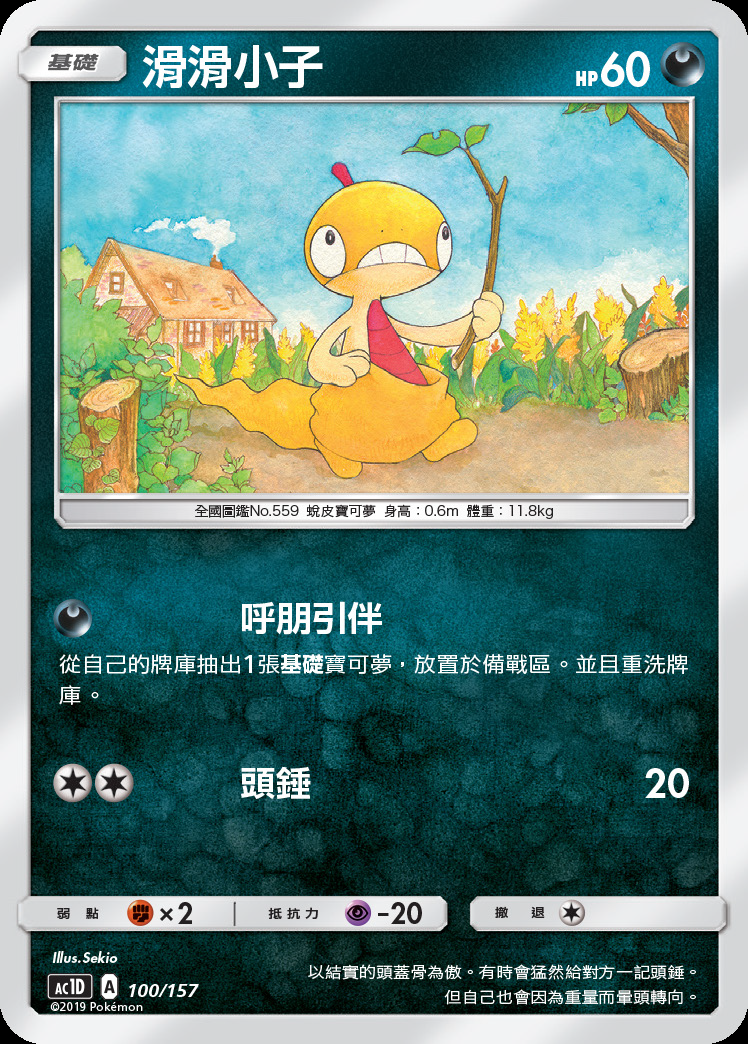 基礎
滑滑小子
HP60
全國圖鑑No.559 蛻皮寶可夢 身高：0.6m 體重：11.8kg
呼朋引伴
從自己的牌庫抽出1張基礎寶可夢，放置於備戰區。並且重洗牌
庫。
頭錘 20
弱點 ×2 抵抗力 -20 撤退
Illus.Sekio
以結實的頭蓋骨為傲。有時會猛然給對方一記頭錘。
AC1D A 100/157
但自己也會因為重量而暈頭轉向。
©2019 Pokémon